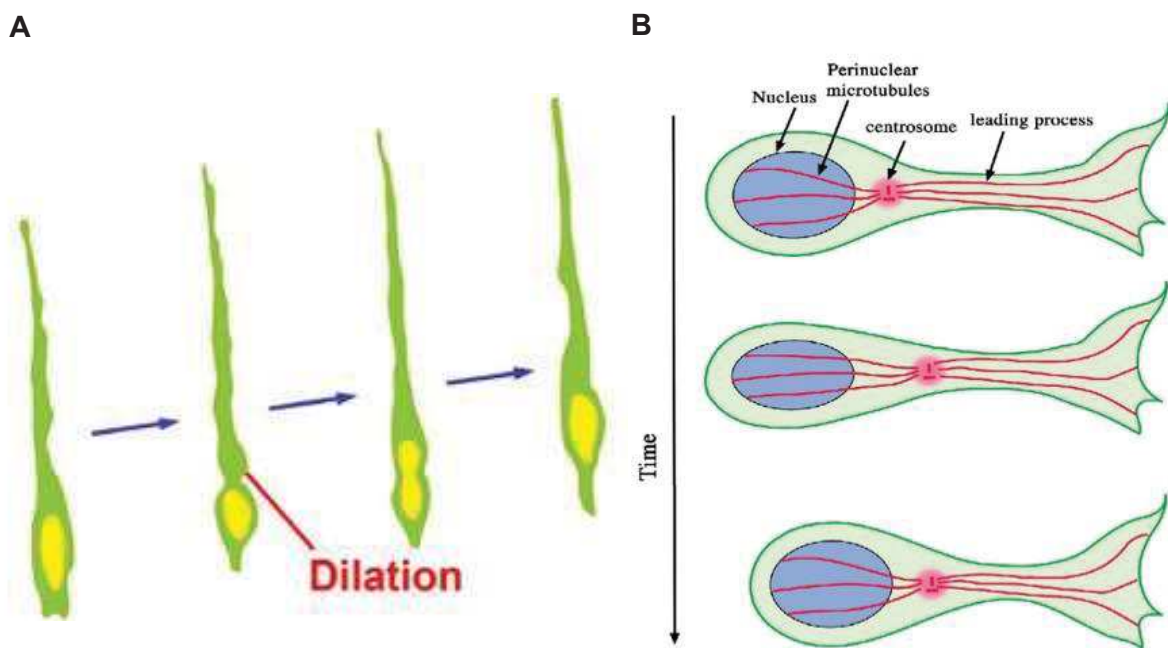 A
Dilation
B
Perinuclear
microtubules
Nucleus
centrosome
leading process
Time